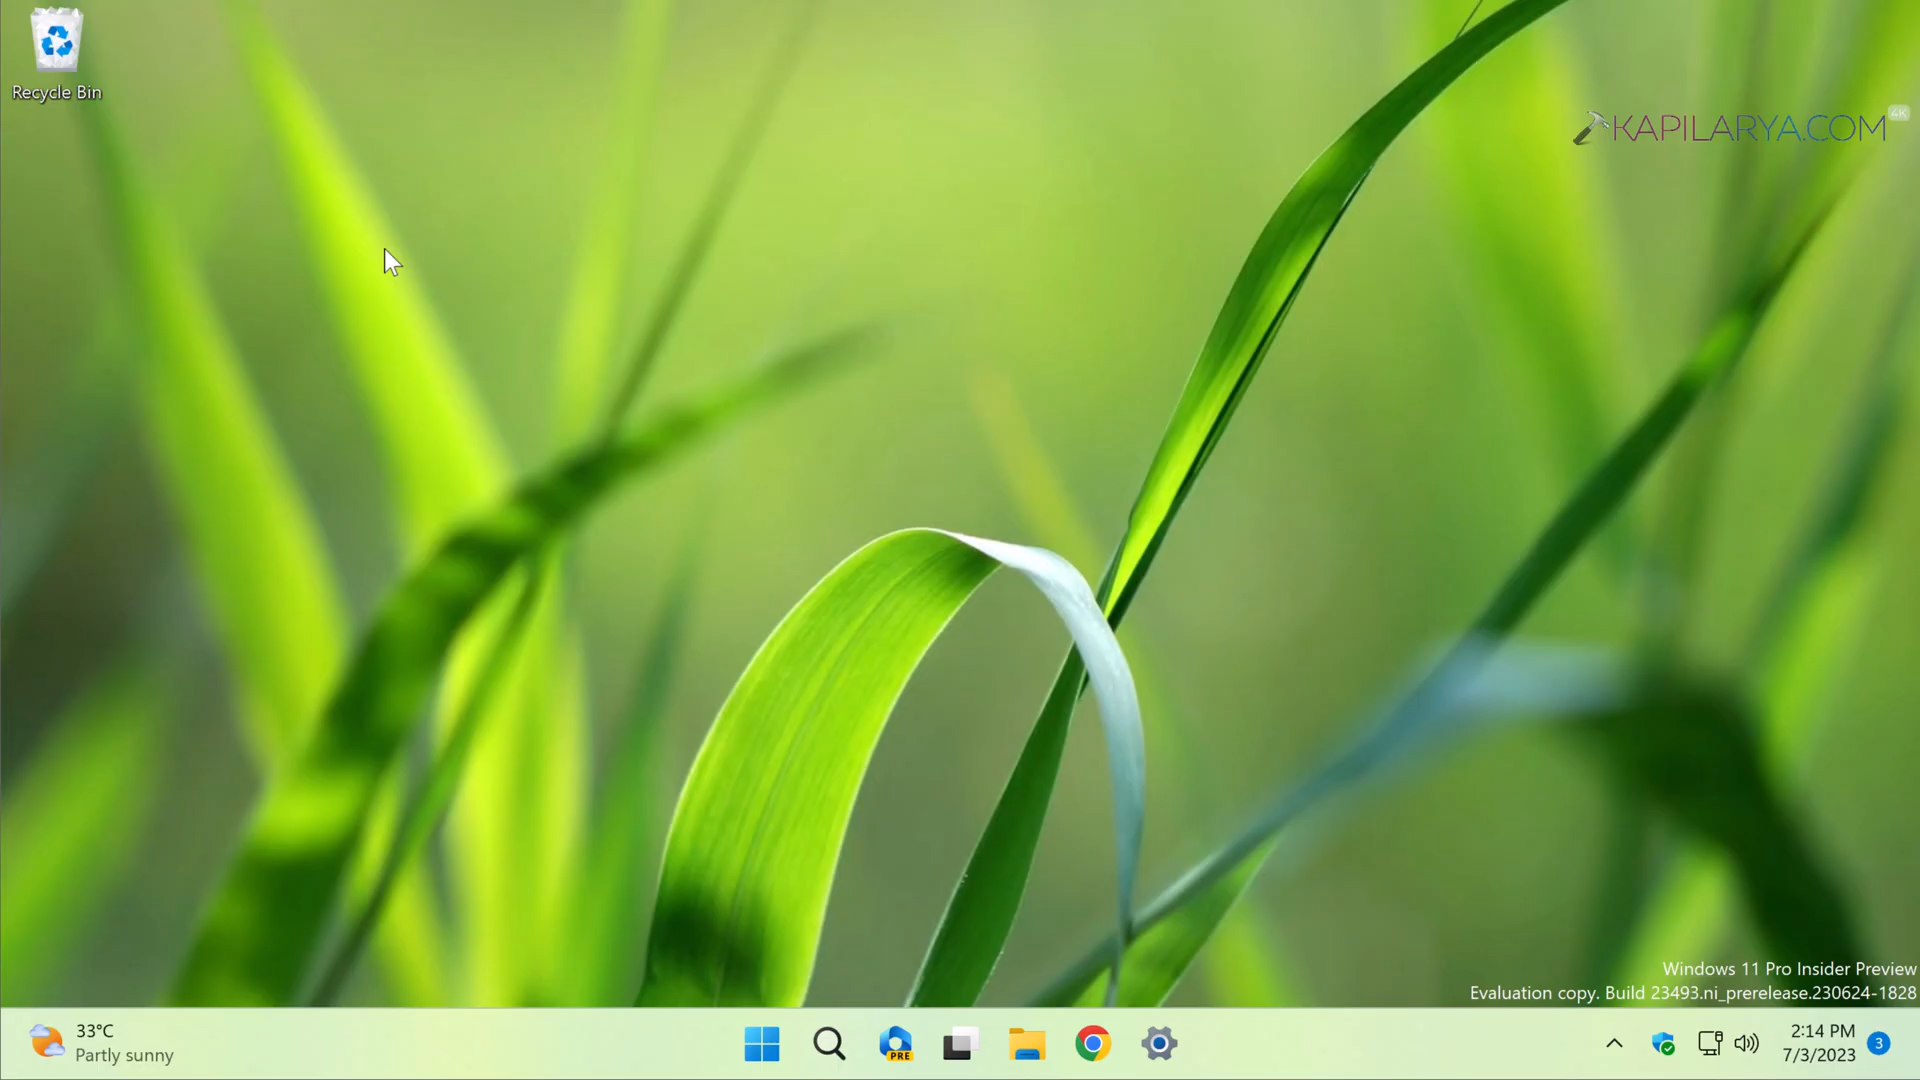 Recycle Bin
KAPILARYA.COM
4K
Windows 11 Pro Insider Preview
Evaluation copy. Build 23493.ni_prerelease.230624-1828
33°C
Partly sunny
PRE
2:14 PM
7/3/2023
3